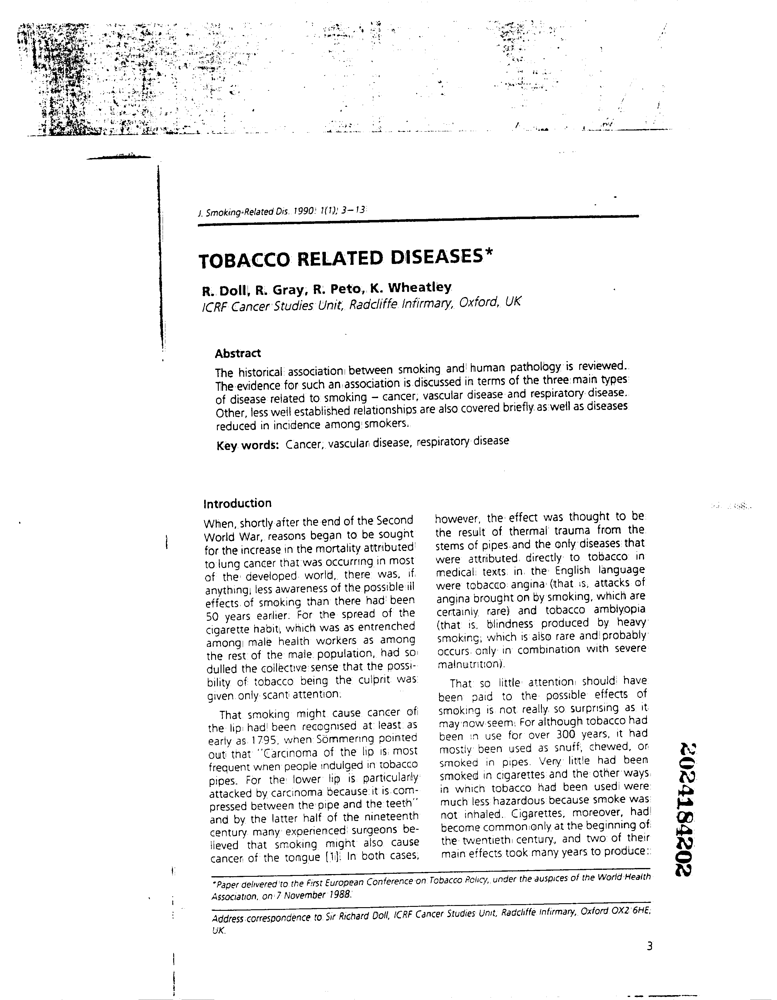 J. Smoking-Related Dis. 1990: 1(1); 3–13
TOBACCO RELATED DISEASES*
R. Doll, R. Gray, R. Peto, K. Wheatley
ICRF Cancer Studies Unit, Radcliffe Infirmary, Oxford, UK
Abstract
The historical association between smoking and human pathology is reviewed.
The evidence for such an association is discussed in terms of the three main types
of disease related to smoking – cancer, vascular disease and respiratory disease.
Other, less well established relationships are also covered briefly as well as diseases
reduced in incidence among smokers.
Key words: Cancer, vascular disease, respiratory disease
Introduction
When, shortly after the end of the Second
World War, reasons began to be sought
for the increase in the mortality attributed
to lung cancer that was occurring in most
of the developed world, there was, if
anything, less awareness of the possible ill
effects of smoking than there had been
50 years earlier. For the spread of the
cigarette habit, which was as entrenched
among male health workers as among
the rest of the male population, had so
dulled the collective sense that the possi-
bility of tobacco being the culprit was
given only scant attention.
That smoking might cause cancer of
the lip had been recognised at least as
early as 1795, when Sömmering pointed
out that "Carcinoma of the lip is most
frequent when people indulged in tobacco
pipes. For the lower lip is particularly
attacked by carcinoma because it is com-
pressed between the pipe and the teeth"
and by the latter half of the nineteenth
century many experienced surgeons be-
lieved that smoking might also cause
cancer of the tongue [1]. In both cases,
however, the effect was thought to be
the result of thermal trauma from the
stems of pipes and the only diseases that
were attributed directly to tobacco in
medical texts in the English language
were tobacco angina (that is, attacks of
angina brought on by smoking, which are
certainly rare) and tobacco amblyopia
(that is, blindness produced by heavy
smoking, which is also rare and probably
occurs only in combination with severe
malnutrition).
That so little attention should have
been paid to the possible effects of
smoking is not really so surprising as it
may now seem. For although tobacco had
been in use for over 300 years, it had
mostly been used as snuff, chewed, or
smoked in pipes. Very little had been
smoked in cigarettes and the other ways
in which tobacco had been used were
much less hazardous because smoke was
not inhaled. Cigarettes, moreover, had
become common only at the beginning of
the twentieth century, and two of their
main effects took many years to produce:
*Paper delivered to the First European Conference on Tobacco Policy, under the auspices of the World Health
Association, on 7 November 1988.
Address correspondence to Sir Richard Doll, ICRF Cancer Studies Unit, Radcliffe Infirmary, Oxford OX2 6HE,
UK.
3
2024184202